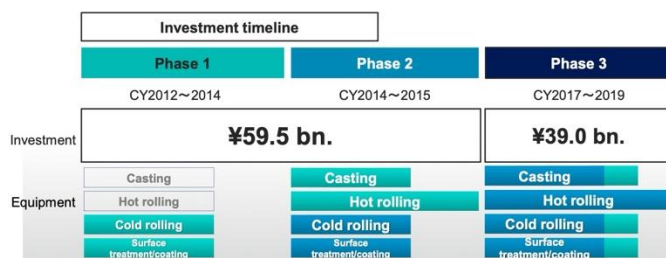 Investment timeline
Phase 1 Phase 2 Phase 3
CY2012～2014 CY2014～2015 CY2017～2019
Investment ¥59.5 bn. ¥39.0 bn.
Casting Casting Casting
Equipment Hot rolling Hot rolling Hot rolling
Cold rolling Cold rolling Cold rolling
Surface Surface Surface
treatment/coating treatment/coating treatment/coating